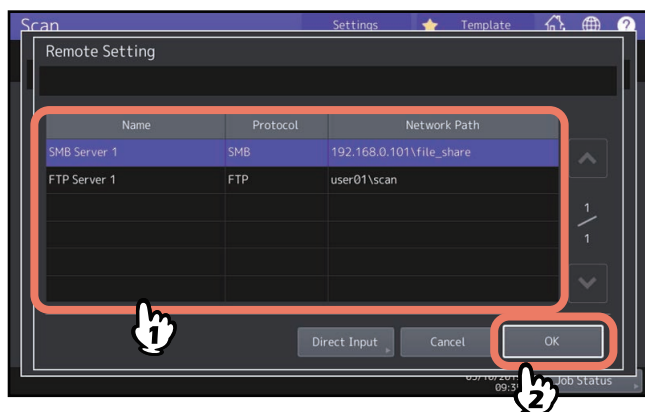 Scan Settings Template ?
Remote Setting
Name Protocol Network Path
SMB Server 1 SMB 192.168.0.101\file_share
FTP Server 1 FTP user01\scan
1
1
Direct Input Cancel OK
Job Status
1
2